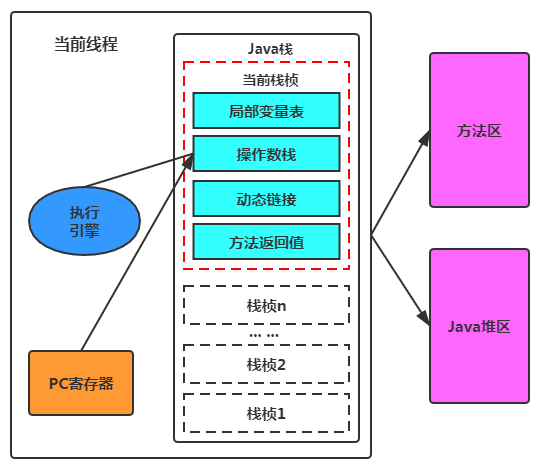 当前线程
Java栈
当前栈桢
局部变量表
操作数栈
动态链接
方法返回值
栈桢n
... ...
栈桢2
栈桢1
执行
引擎
PC寄存器
方法区
Java堆区